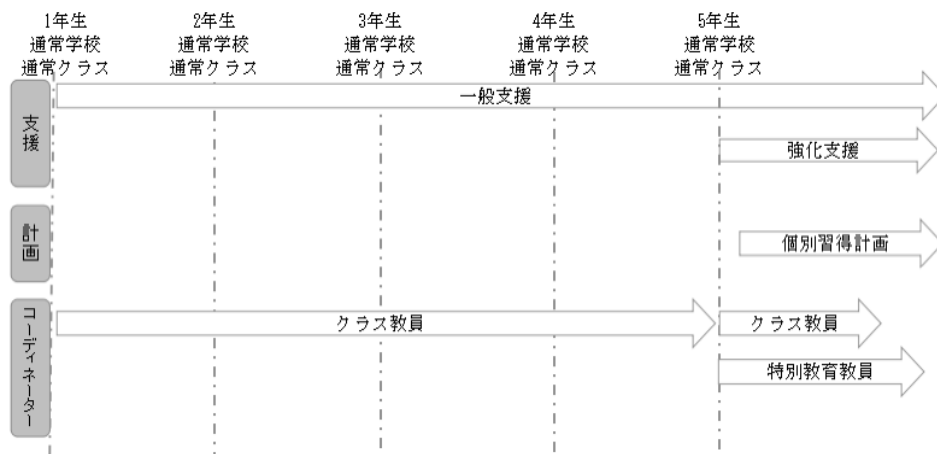 1年生
通常学校
通常クラス
2年生
通常学校
通常クラス
3年生
通常学校
通常クラス
4年生
通常学校
通常クラス
5年生
通常学校
通常クラス
支援
一般支援
強化支援
計画
個別習得計画
コーディネーター
クラス教員
クラス教員
特別教育教員